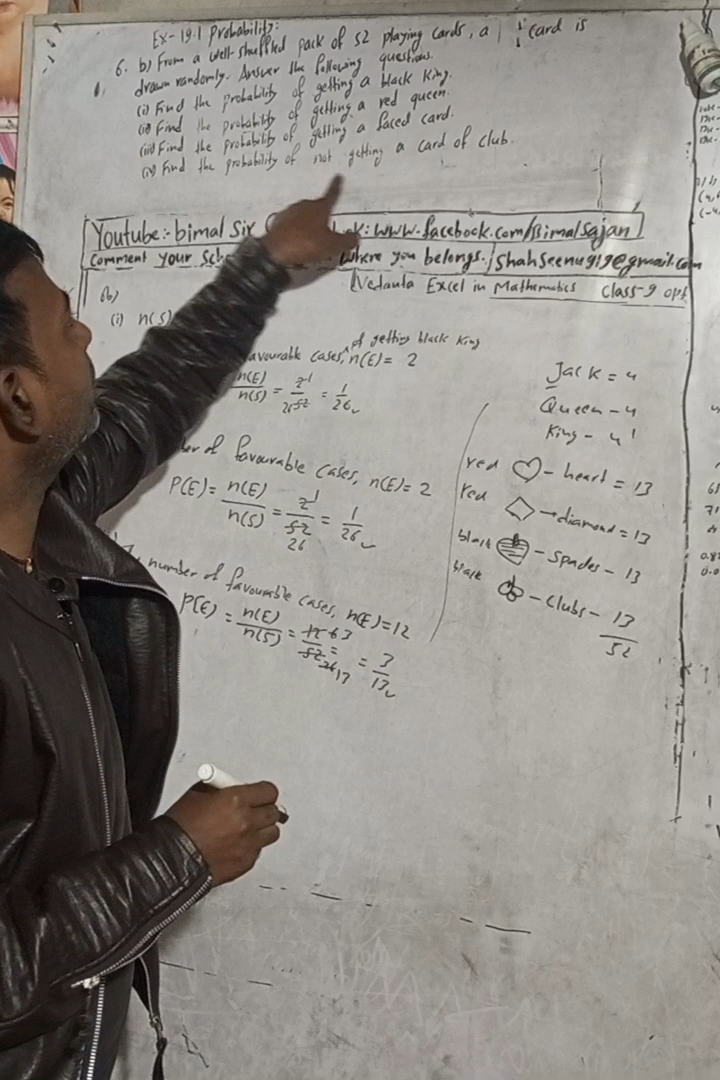 Ex- 19.1 Probability:
6. b) From a well-shuffled pack of 52 playing cards, a card is
drawn randomly. Answer the following questions.
(i) Find the probability of getting a black King.
(ii) Find the probability of getting a red queen.
(iii) Find the probability of getting a faced card.
(iv) Find the probability of not getting a card of club.
Youtube:- bimal Sir : www.facebook.com/Bimalsajan
Comment your where you belongs. / Shahseenu919@gmail.com
Vedanta Excel in Mathematics Class-9 opt
6b)
(i) n(S)
favourable cases, of getting black King n(E) = 2
n(E)/n(S) = 2/52 = 1/26
of favourable cases, n(E) = 2
P(E) = n(E)/n(S) = 2/52 = 1/26
number of favourable cases, n(E) = 12
P(E) = n(E)/n(S) = 12/52 = 3/13
Jack = 4
Queen - 4
King - 4
red ♡ - heart = 13
red ◇ → diamond = 13
black - Spades - 13
black - Clubs - 13
52